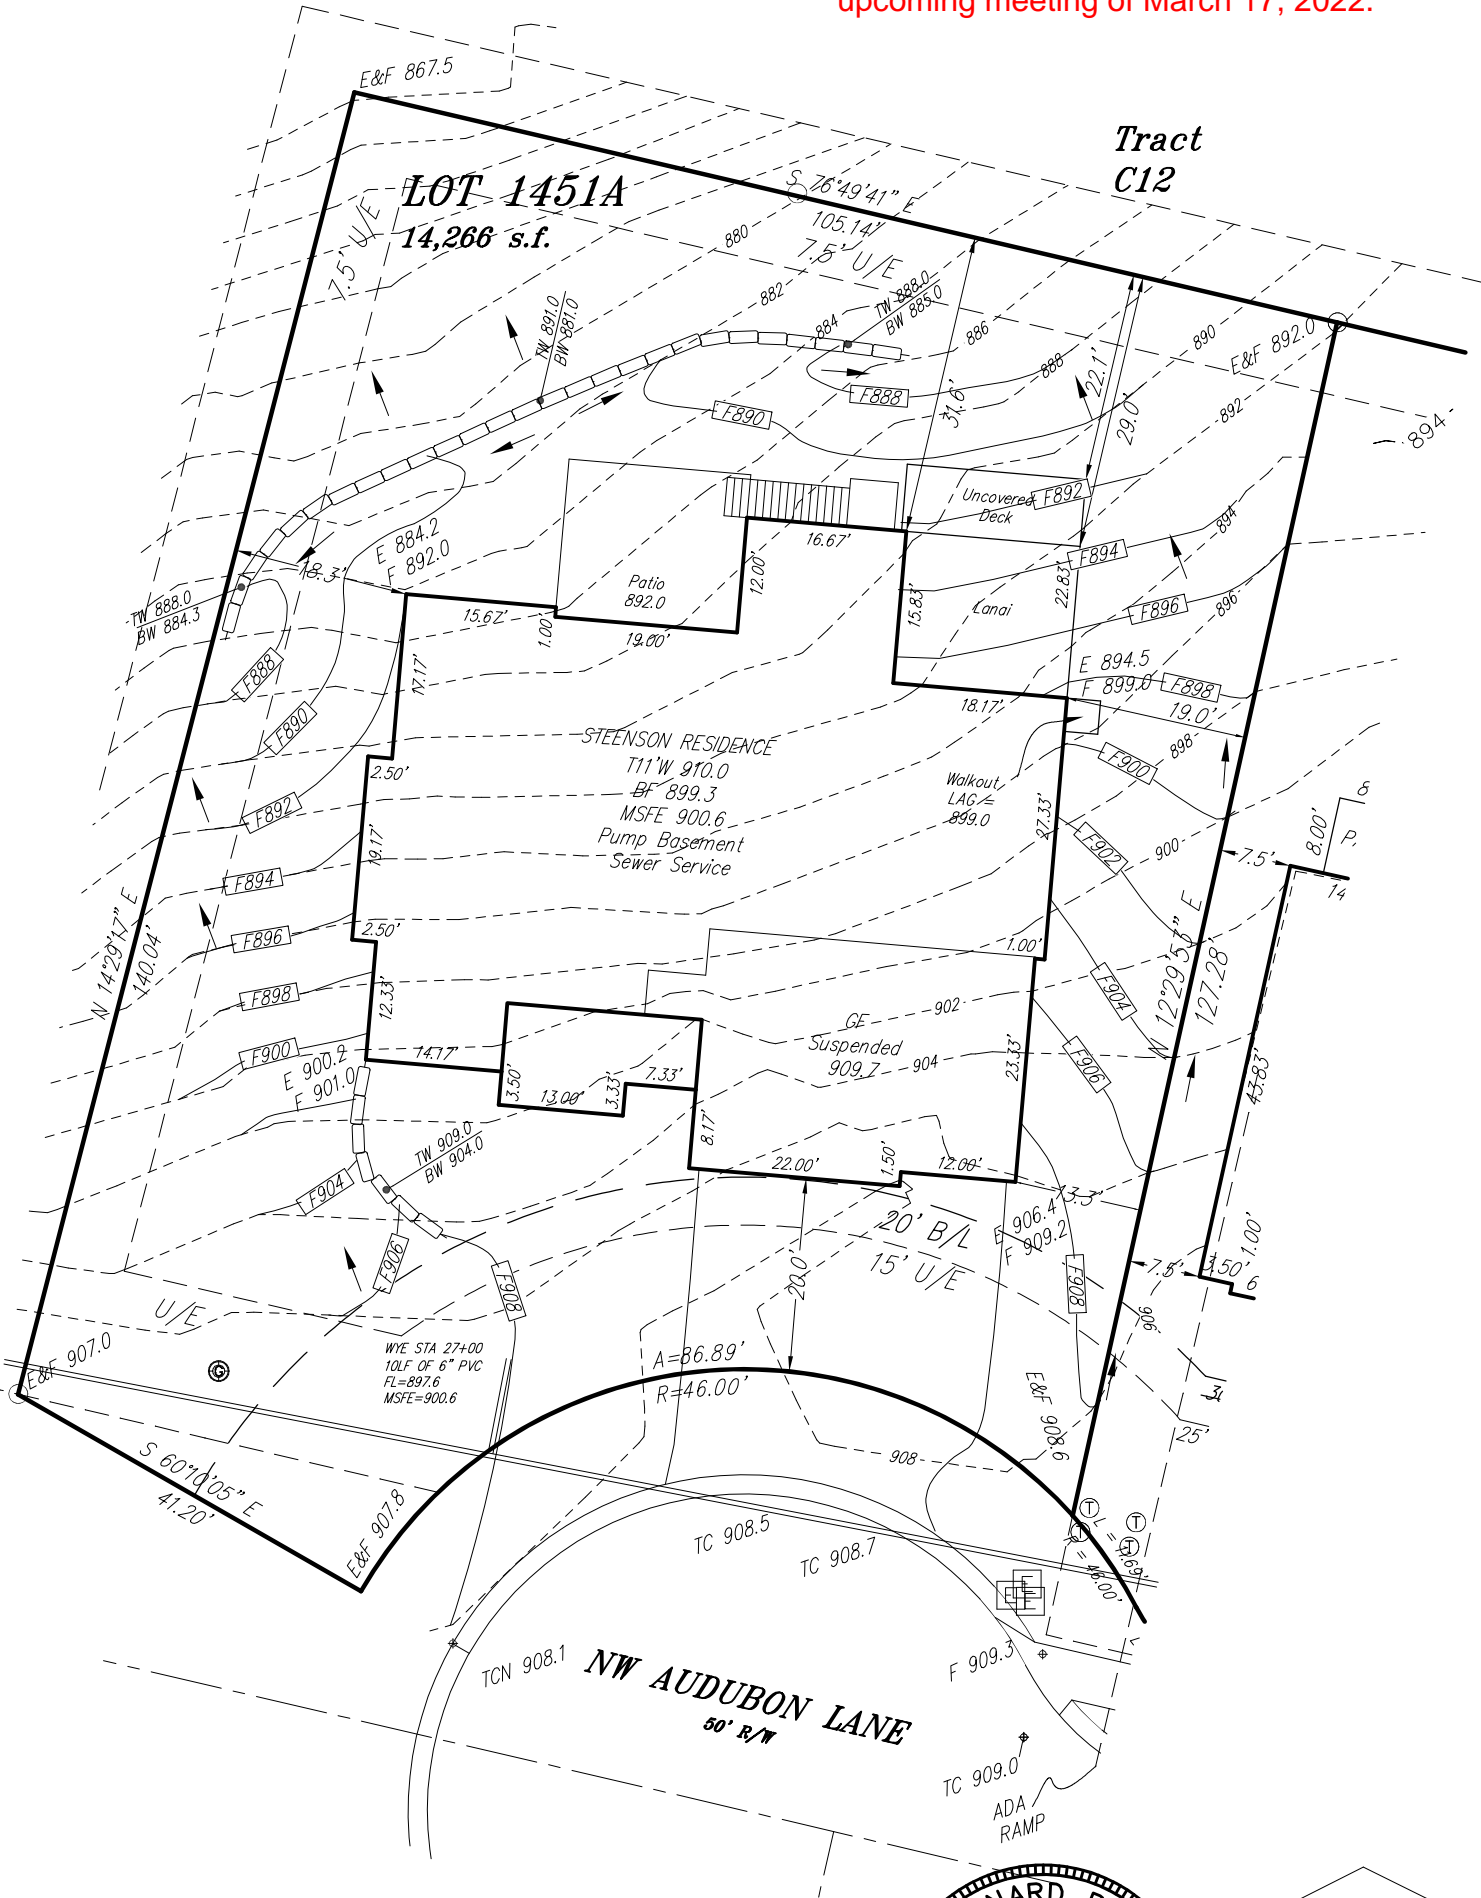 upcoming meeting of March 17, 2022.
E&F 867.5
Tract
C12
LOT 1451A
14,266 s.f.
S 76°49'41" E
105.14'
7.5' U/E
7.5' U/E
880
882
884
886
888
890
892
894
TW 891.0
BW 881.0
TW 888.0
BW 885.0
E&F 892.0
F888
F890
31.6'
22.1'
29.0'
Uncovered
Deck
F892
894
F894
E 884.2
F 892.0
16.67'
18.3'
TW 888.0
BW 884.3
Patio
892.0
12.00'
15.83'
22.83'
Lanai
F896
896
15.67'
1.00'
19.00'
F888
17.17'
E 894.5
F 899.0
F898
18.17'
19.0'
F890
STEENSON RESIDENCE
T11'W 910.0
BF 899.3
MSFE 900.6
Pump Basement
Sewer Service
898
2.50'
Walkout
LAG =
899.0
F900
F892
27.33'
19.17'
F902
900
7.5'
8.00'
8
P,
14
F894
N 14°29'17" E
140.04'
F896
2.50'
1.00'
N 12°29'53" E
127.28'
F898
12.33'
F904
902
GE
Suspended
909.7
904
F900
14.17'
E 900.2
F 901.0
3.50'
13.00'
3.33'
7.33'
23.33'
F906
43.83'
TW 909.0
BW 904.0
8.17'
22.00'
1.50'
12.00'
F904
13.3'
20' B/L
15' U/E
E 906.4
F 909.2
F906
F908
20.0'
F908
7.5'
3.50'
1.00'
6
906
U/E
WYE STA 27+00
10LF OF 6" PVC
FL=897.6
MSFE=900.6
A=86.89'
R=46.00'
E&F 907.0
G
E&F 908.6
25'
908
S 60°10'05" E
41.20'
E&F 907.8
TC 908.5
TC 908.7
T
T
T
T
R = 46.00'
E
E
E
TCN 908.1
NW AUDUBON LANE
50' R/W
F 909.3
TC 909.0
ADA
RAMP